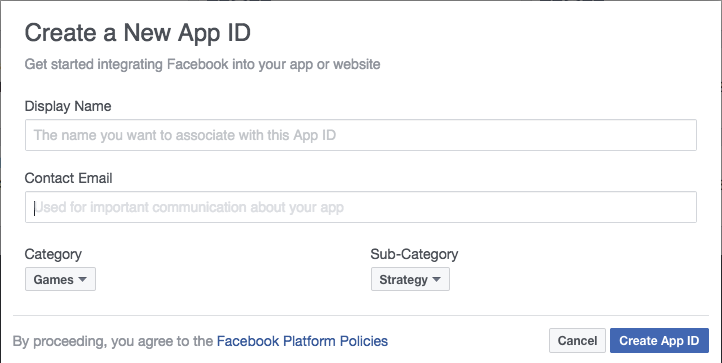 Create a New App ID
Get started integrating Facebook into your app or website
Display Name
The name you want to associate with this App ID
Contact Email
Used for important communication about your app
Category
Sub-Category
Games
Strategy
By proceeding, you agree to the Facebook Platform Policies
Cancel
Create App ID